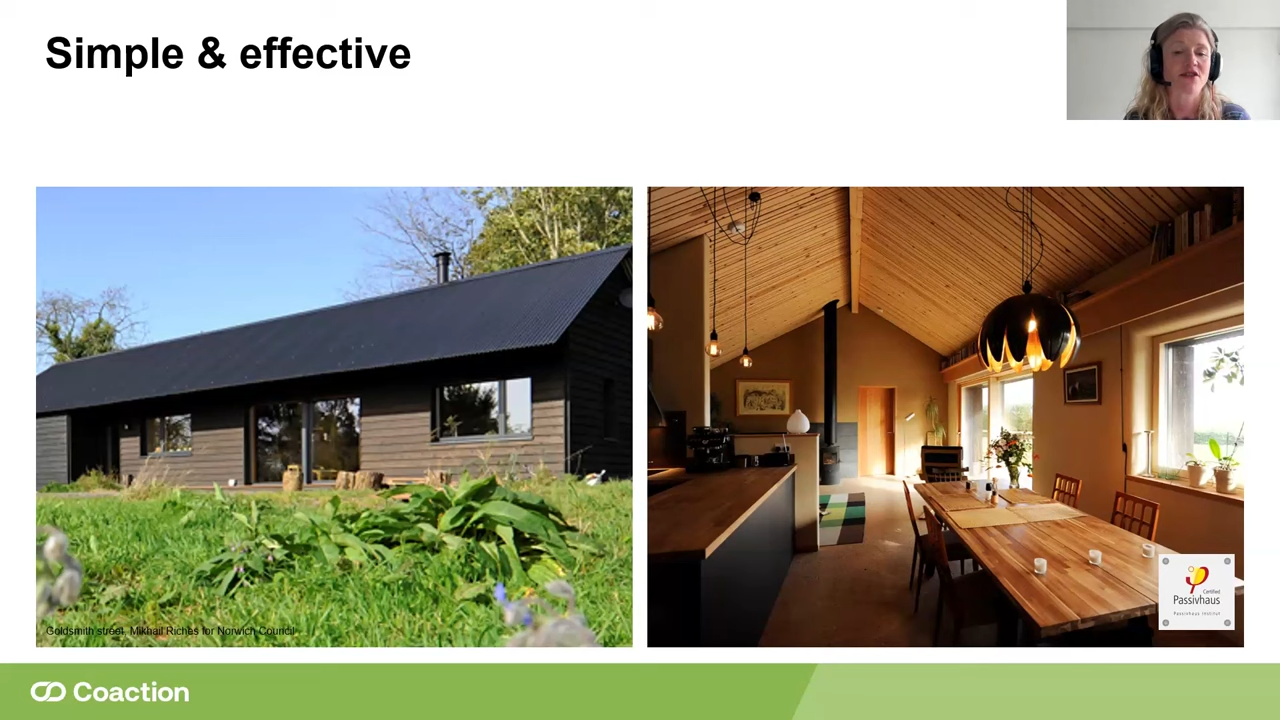 Simple & effective
Goldsmith street, Mikhail Riches for Norwich Council
Certified
Passivhaus
Passivhaus Institut
Coaction